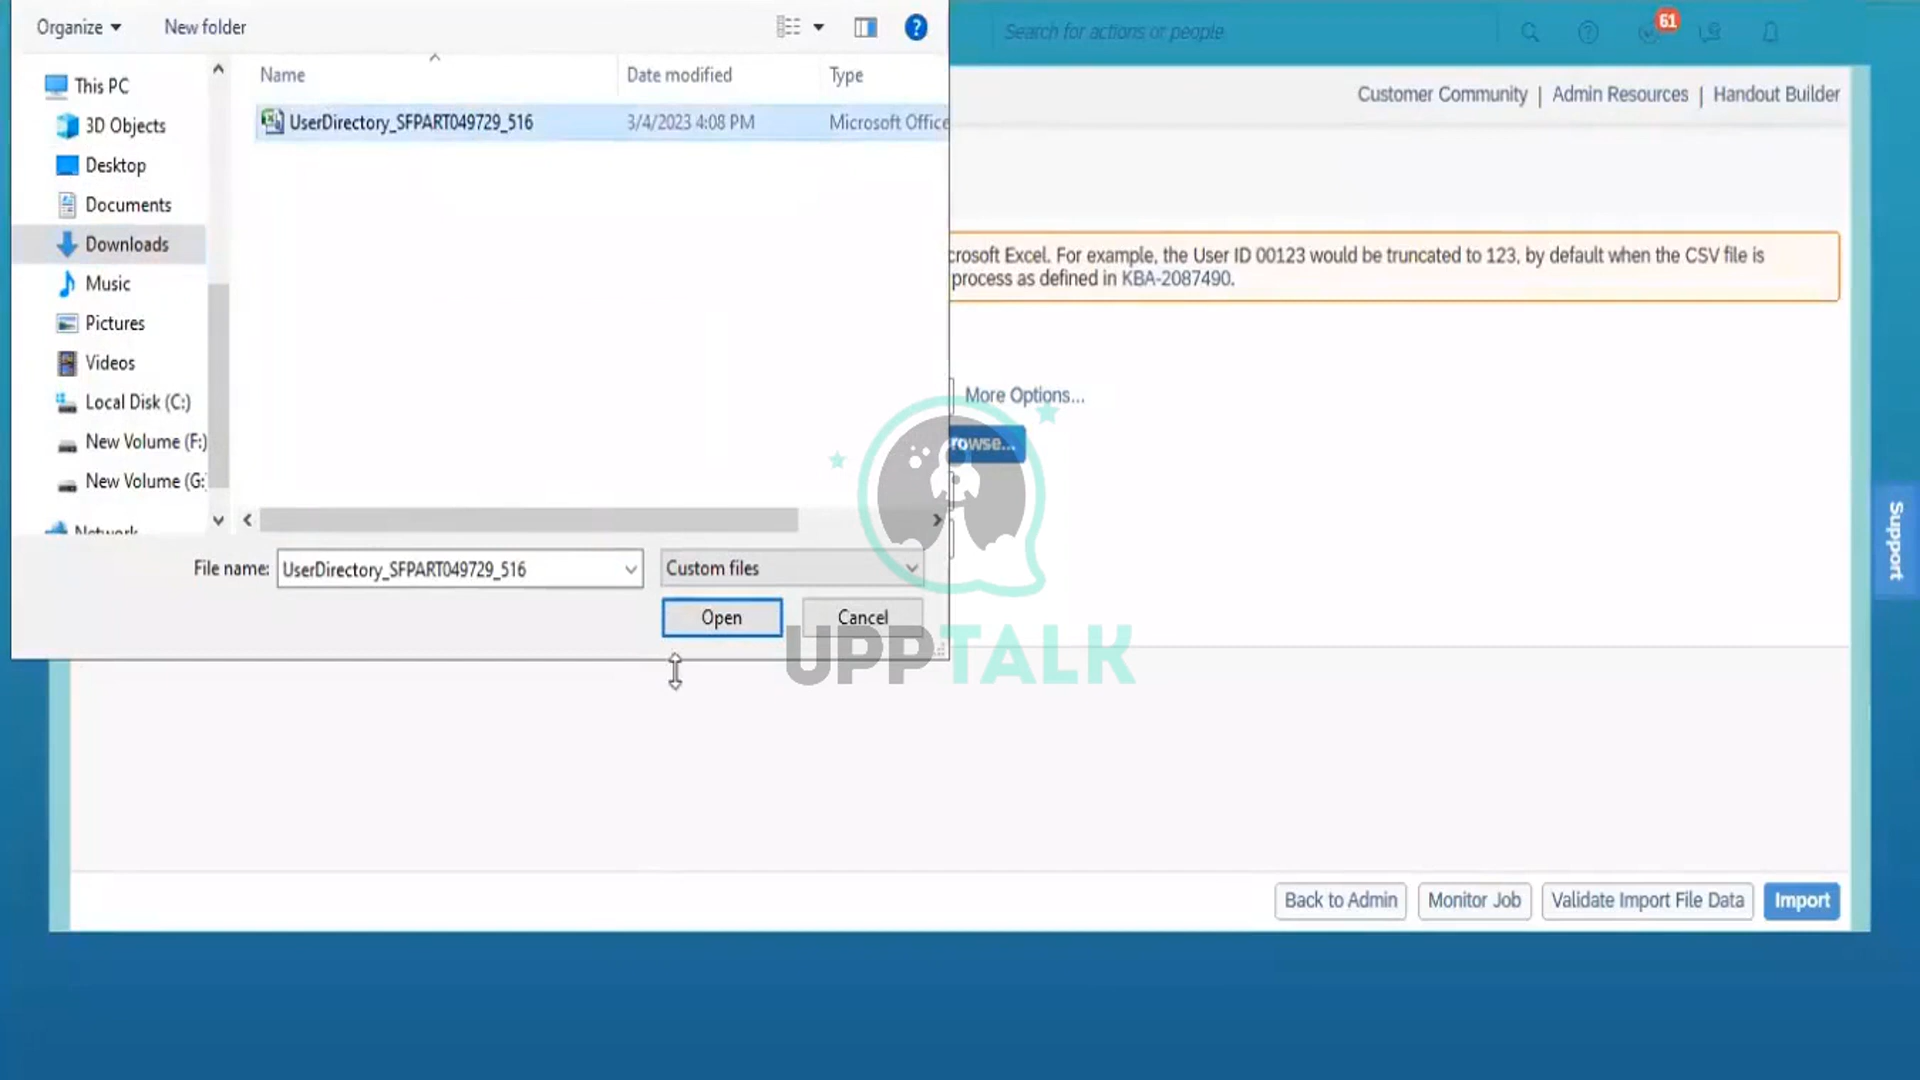 Organize
New folder
Search for actions or people
61
Customer Community | Admin Resources | Handout Builder
Name
Date modified
Type
This PC
3D Objects
Desktop
Documents
Downloads
Music
Pictures
Videos
Local Disk (C:)
New Volume (F:)
New Volume (G:
Network
UserDirectory_SFPART049729_516
3/4/2023 4:08 PM
Microsoft Office
crosoft Excel. For example, the User ID 00123 would be truncated to 123, by default when the CSV file is
process as defined in KBA-2087490.
More Options...
rowse...
File name:
UserDirectory_SFPART049729_516
Custom files
Open
Cancel
UPPTALK
Support
Back to Admin
Monitor Job
Validate Import File Data
Import